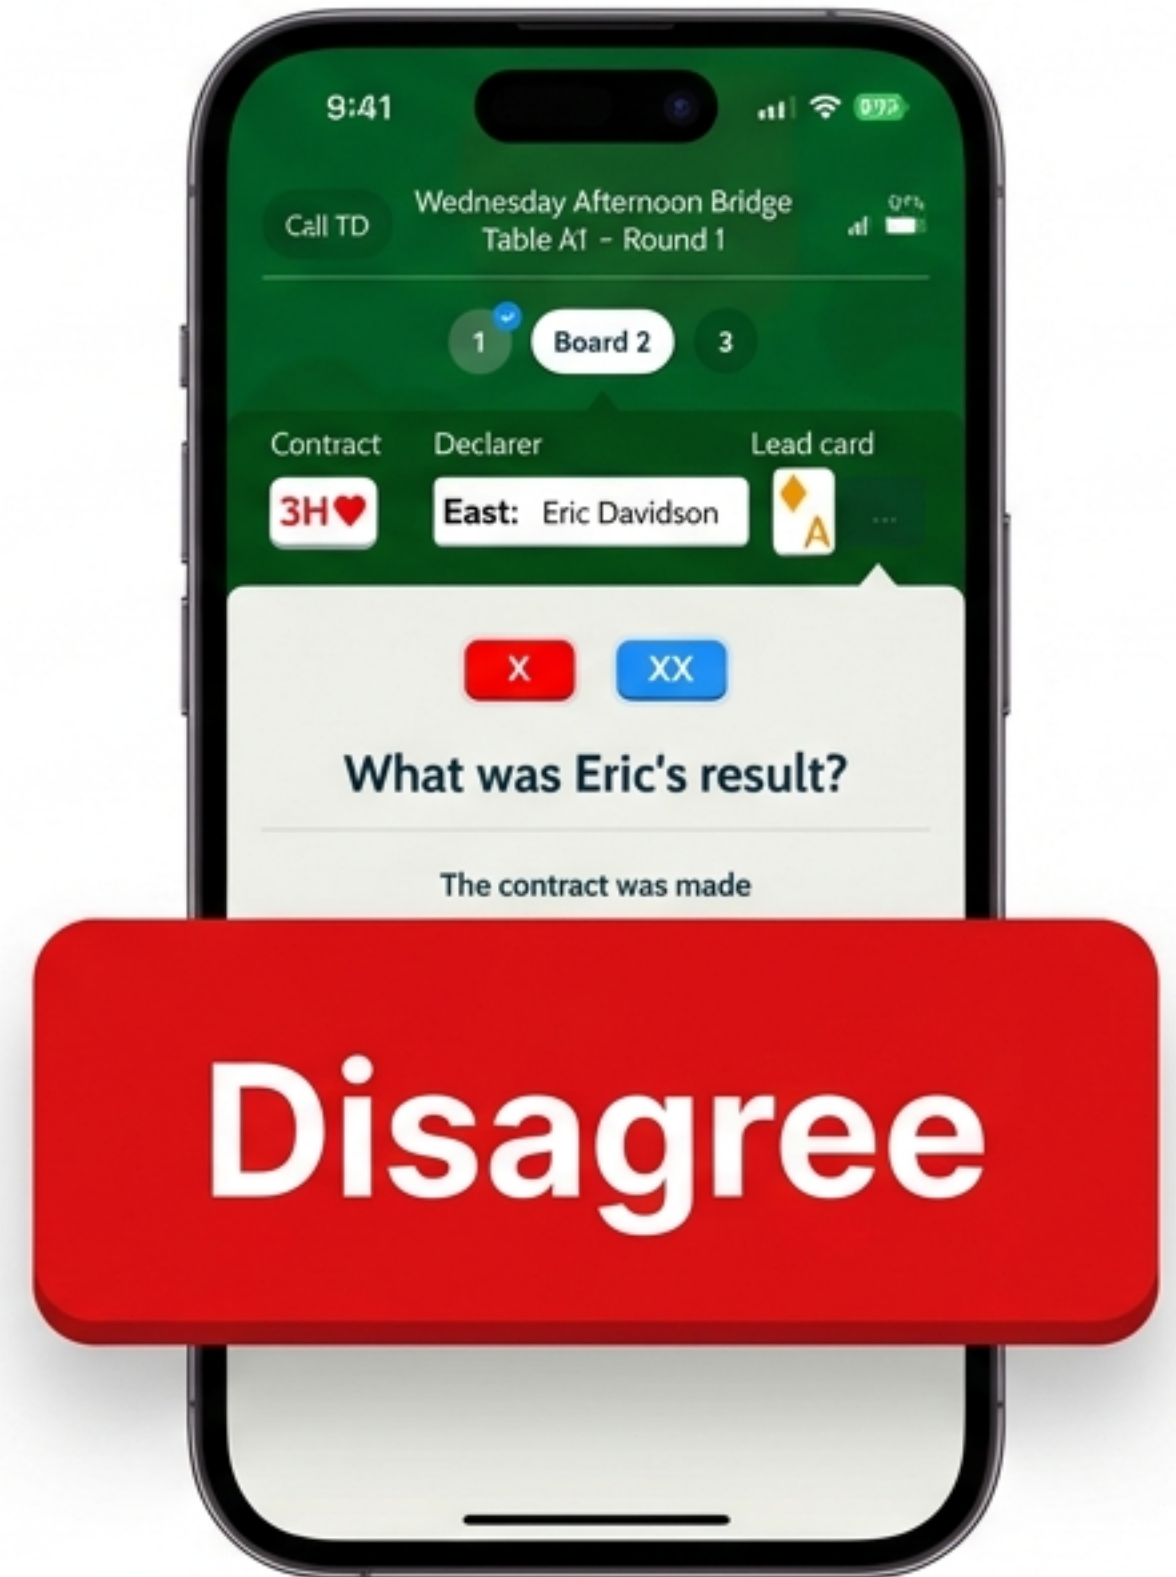 9:41
Call TD
Wednesday Afternoon Bridge
Table A1 - Round 1
1
Board 2
3
Contract
Declarer
Lead card
3H♥
East: Eric Davidson
♦
A
...
X
XX
What was Eric's result?
The contract was made
Disagree